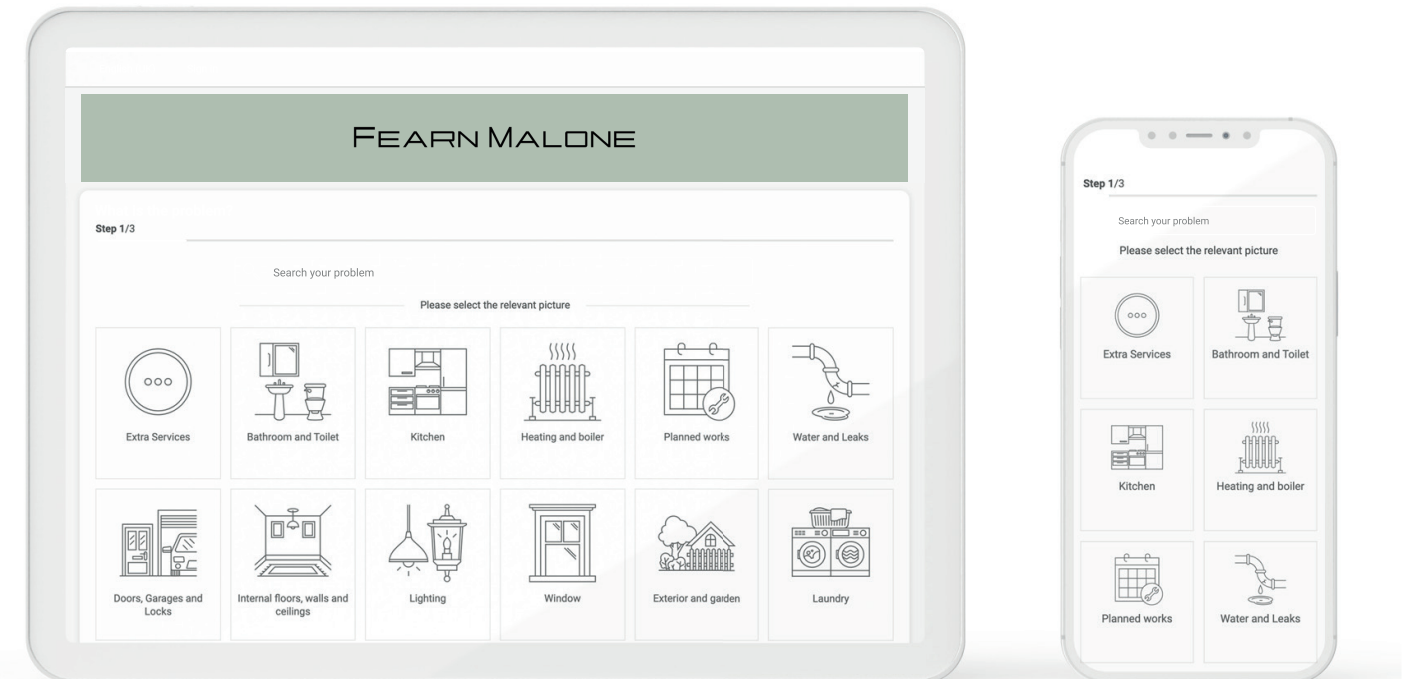 FEARN MALONE
Step 1/3
Search your problem
Please select the relevant picture
Extra Services
Bathroom and Toilet
Kitchen
Heating and boiler
Planned works
Water and Leaks
Doors, Garages and
Locks
Internal floors, walls and
ceilings
Lighting
Window
Exterior and garden
Laundry
Step 1/3
Search your problem
Please select the relevant picture
Extra Services
Bathroom and Toilet
Kitchen
Heating and boiler
Planned works
Water and Leaks